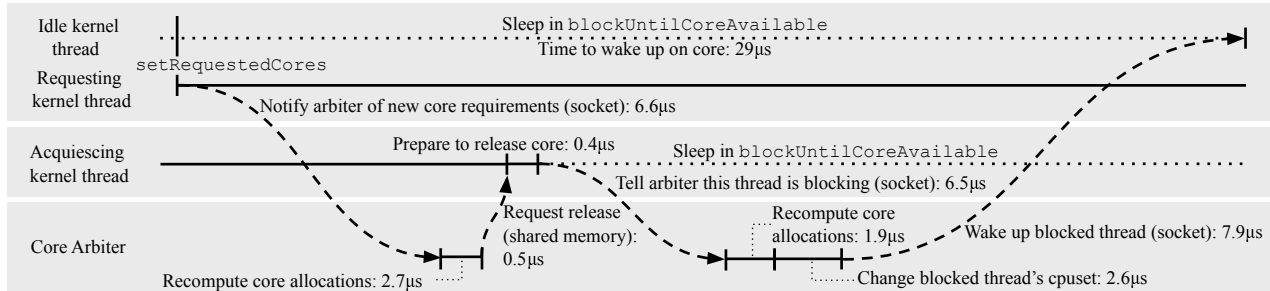 Idle kernel
thread
Sleep in blockUntilCoreAvailable
Time to wake up on core: 29μs
setRequestedCores
Requesting
kernel thread
Notify arbiter of new core requirements (socket): 6.6μs
Acquiescing
kernel thread
Prepare to release core: 0.4μs
Sleep in blockUntilCoreAvailable
Tell arbiter this thread is blocking (socket): 6.5μs
Core Arbiter
Request release
(shared memory):
0.5μs
Recompute core allocations: 2.7μs
Recompute core
allocations: 1.9μs
Wake up blocked thread (socket): 7.9μs
Change blocked thread's cpuset: 2.6μs